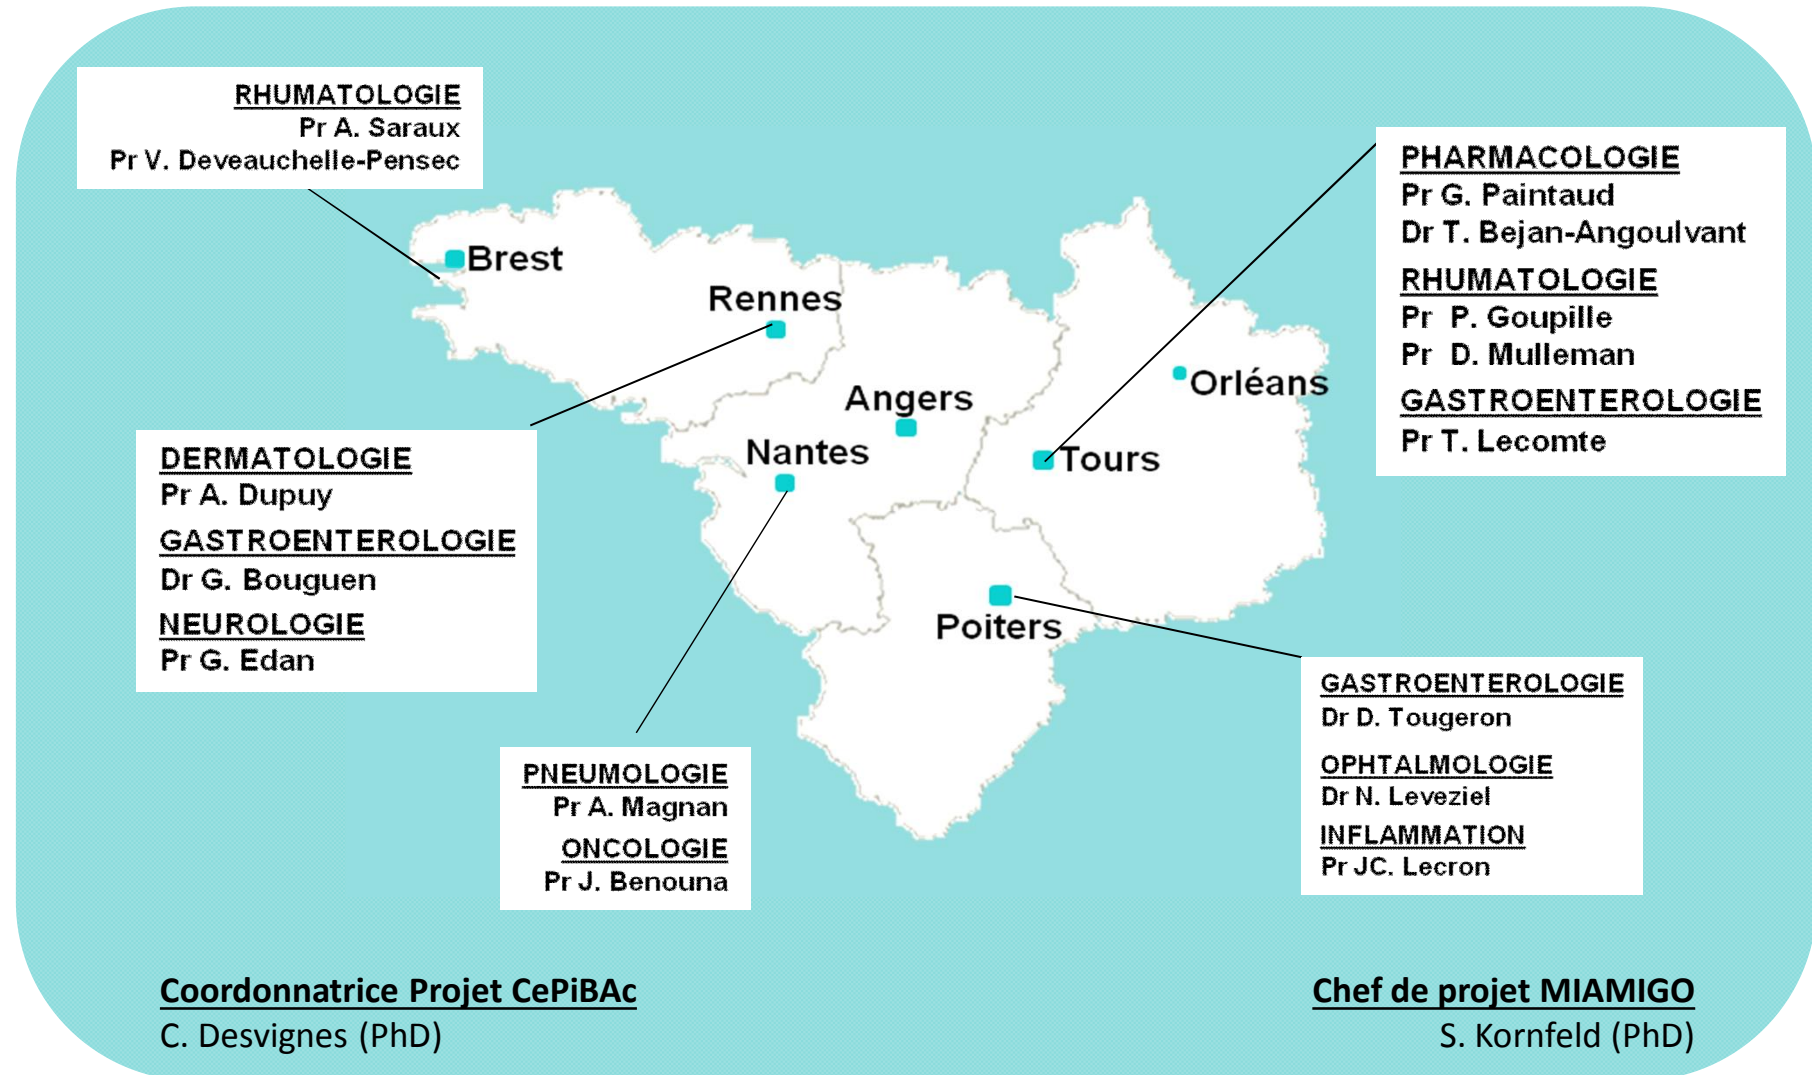 RHUMATOLOGIE
Pr A. Saraux
Pr V. Deveauchelle-Pensec
PHARMACOLOGIE
Pr G. Paintaud
Dr T. Bejan-Angoulvant
RHUMATOLOGIE
Pr P. Goupille
Pr D. Mulleman
GASTROENTEROLOGIE
Pr T. Lecomte
Brest
Rennes
Angers
Orléans
Nantes
Tours
Poiters
DERMATOLOGIE
Pr A. Dupuy
GASTROENTEROLOGIE
Dr G. Bouguen
NEUROLOGIE
Pr G. Edan
PNEUMOLOGIE
Pr A. Magnan
ONCOLOGIE
Pr J. Benouna
GASTROENTEROLOGIE
Dr D. Tougeron
OPHTALMOLOGIE
Dr N. Leveziel
INFLAMMATION
Pr JC. Lecron
Coordonnatrice Projet CePiBAc
C. Desvignes (PhD)
Chef de projet MIAMIGO
S. Kornfeld (PhD)